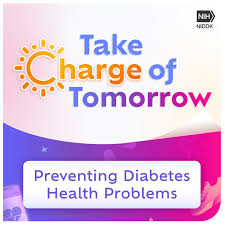 NIH
NIDDK
Take
Charge of
Tomorrow
Preventing Diabetes
Health Problems